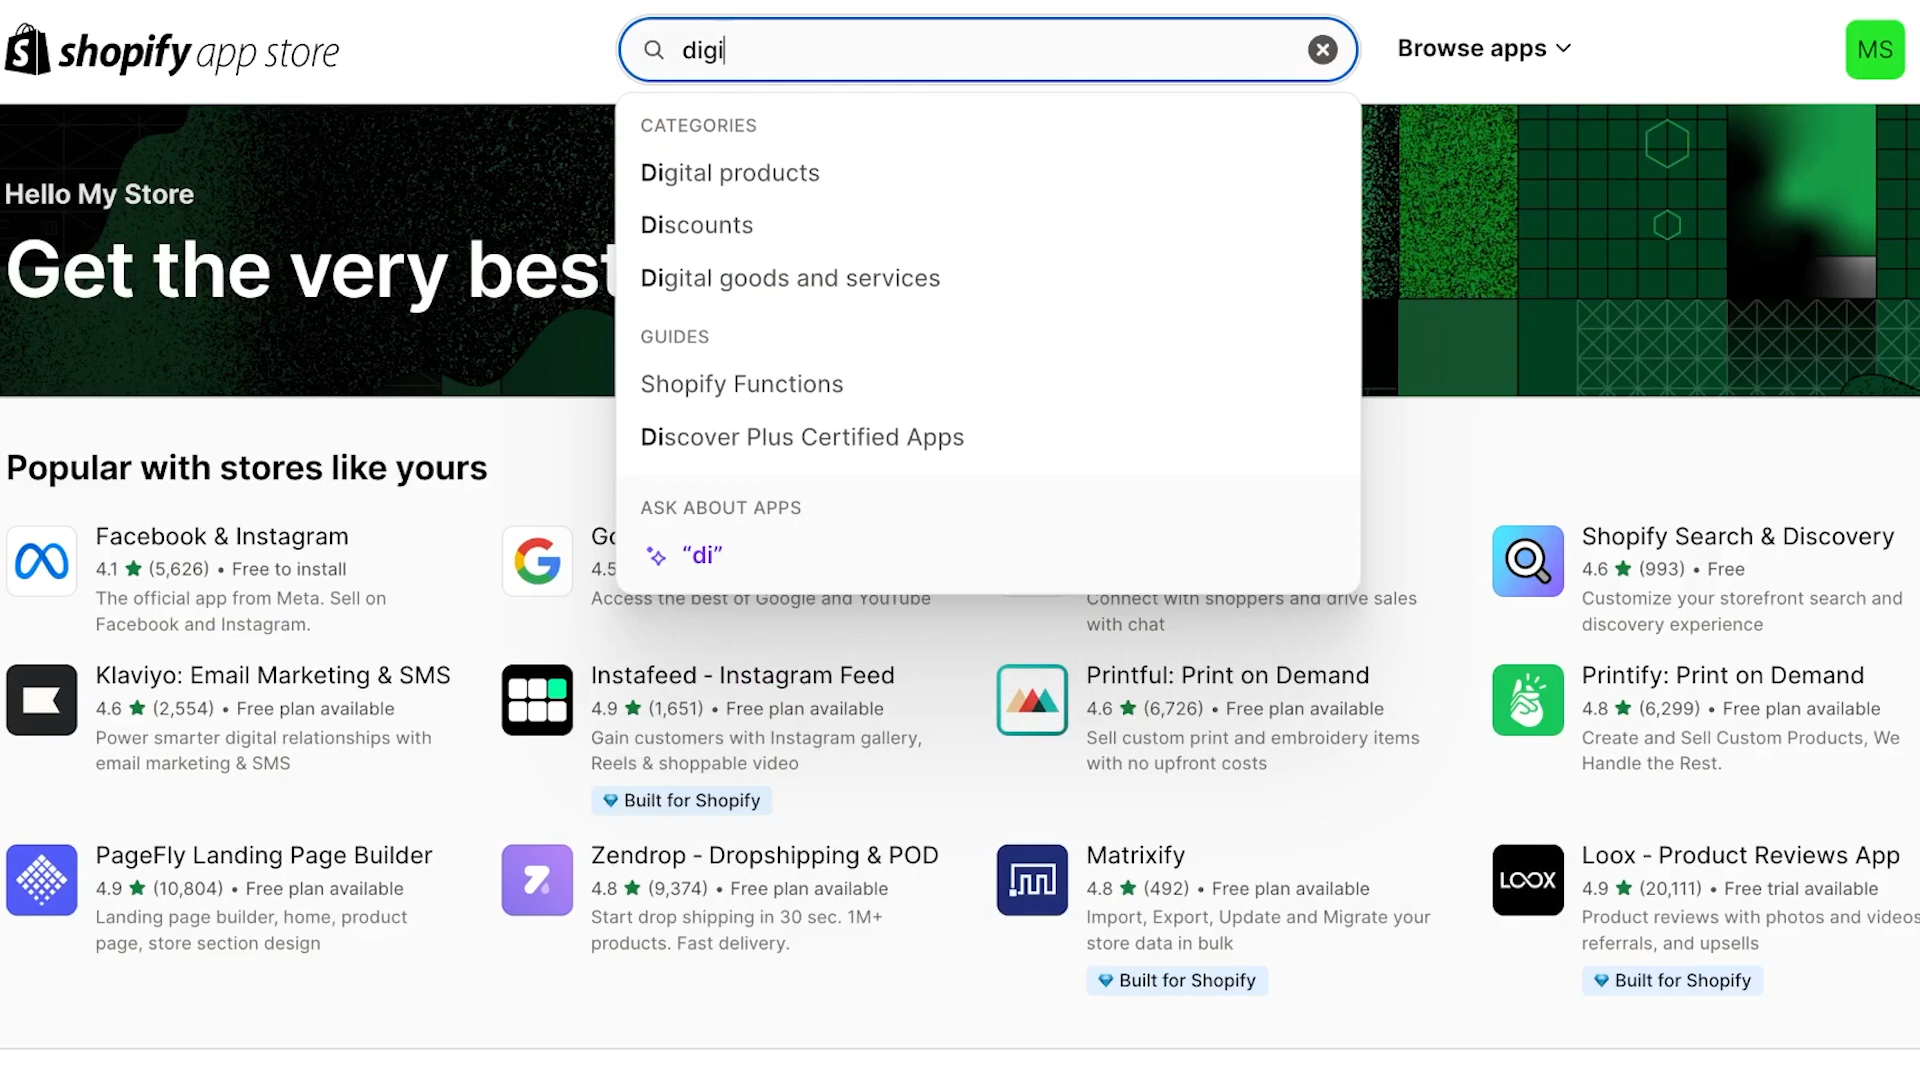 shopify app store
digi
Browse apps
MS
Hello My Store
Get the very best
CATEGORIES
Digital products
Discounts
Digital goods and services
GUIDES
Shopify Functions
Discover Plus Certified Apps
ASK ABOUT APPS
“di”
Popular with stores like yours
Facebook & Instagram
4.1 ★ (5,626) • Free to install
The official app from Meta. Sell on
Facebook and Instagram.
4.5
Access the best of Google and YouTube
Connect with shoppers and drive sales
with chat
Shopify Search & Discovery
4.6 ★ (993) • Free
Customize your storefront search and
discovery experience
Klaviyo: Email Marketing & SMS
4.6 ★ (2,554) • Free plan available
Power smarter digital relationships with
email marketing & SMS
Instafeed - Instagram Feed
4.9 ★ (1,651) • Free plan available
Gain customers with Instagram gallery,
Reels & shoppable video
Built for Shopify
Printful: Print on Demand
4.6 ★ (6,726) • Free plan available
Sell custom print and embroidery items
with no upfront costs
Printify: Print on Demand
4.8 ★ (6,299) • Free plan available
Create and Sell Custom Products, We
Handle the Rest.
PageFly Landing Page Builder
4.9 ★ (10,804) • Free plan available
Landing page builder, home, product
page, store section design
Zendrop - Dropshipping & POD
4.8 ★ (9,374) • Free plan available
Start drop shipping in 30 sec. 1M+
products. Fast delivery.
Matrixify
4.8 ★ (492) • Free plan available
Import, Export, Update and Migrate your
store data in bulk
Built for Shopify
LOOX
Loox - Product Reviews App
4.9 ★ (20,111) • Free trial available
Product reviews with photos and videos
referrals, and upsells
Built for Shopify